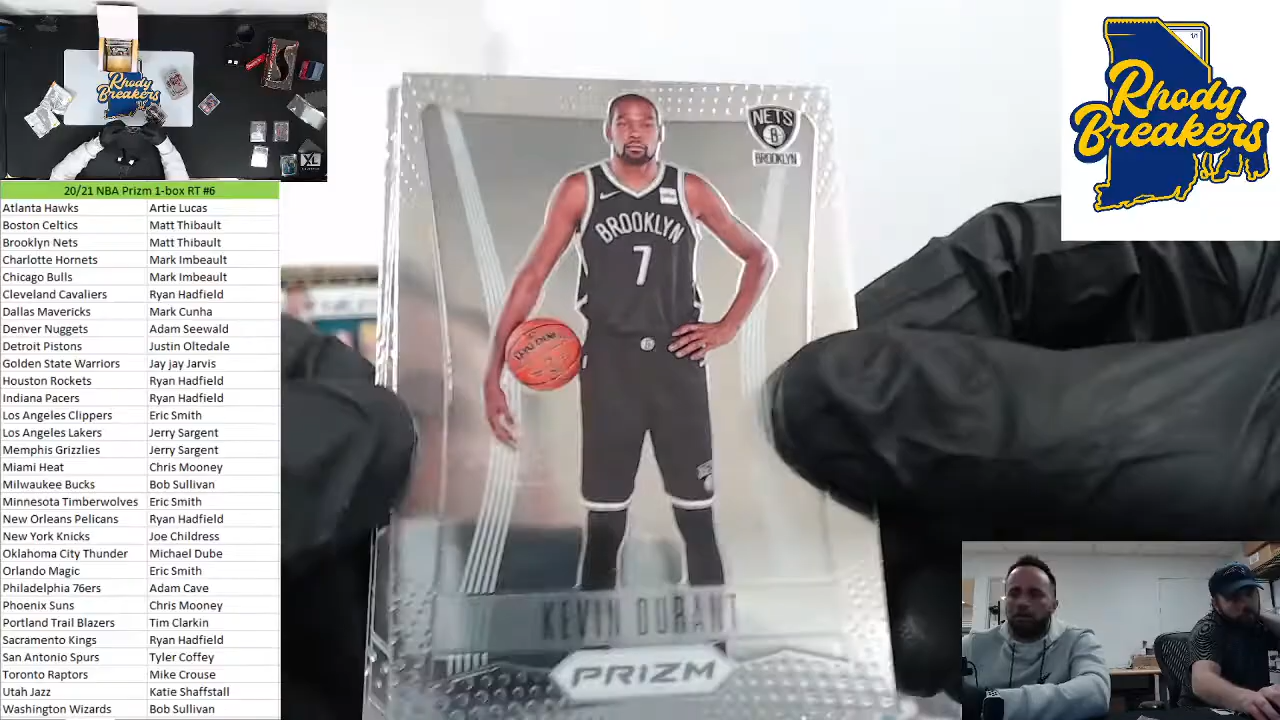 Rhody
Breakers
XL
20/21 NBA Prizm 1-box RT #6
Atlanta Hawks Artie Lucas
Boston Celtics Matt Thibault
Brooklyn Nets Matt Thibault
Charlotte Hornets Mark Imbeault
Chicago Bulls Mark Imbeault
Cleveland Cavaliers Ryan Hadfield
Dallas Mavericks Mark Cunha
Denver Nuggets Adam Seewald
Detroit Pistons Justin Oltedale
Golden State Warriors Jay jay Jarvis
Houston Rockets Ryan Hadfield
Indiana Pacers Ryan Hadfield
Los Angeles Clippers Eric Smith
Los Angeles Lakers Jerry Sargent
Memphis Grizzlies Jerry Sargent
Miami Heat Chris Mooney
Milwaukee Bucks Bob Sullivan
Minnesota Timberwolves Eric Smith
New Orleans Pelicans Ryan Hadfield
New York Knicks Joe Childress
Oklahoma City Thunder Michael Dube
Orlando Magic Eric Smith
Philadelphia 76ers Adam Cave
Phoenix Suns Chris Mooney
Portland Trail Blazers Tim Clarkin
Sacramento Kings Ryan Hadfield
San Antonio Spurs Tyler Coffey
Toronto Raptors Mike Crouse
Utah Jazz Katie Shaffstall
Washington Wizards Bob Sullivan
NETS
B
BROOKLYN
BROOKLYN
7
KEVIN DURANT
PRIZM
1/1
Rhody
Breakers